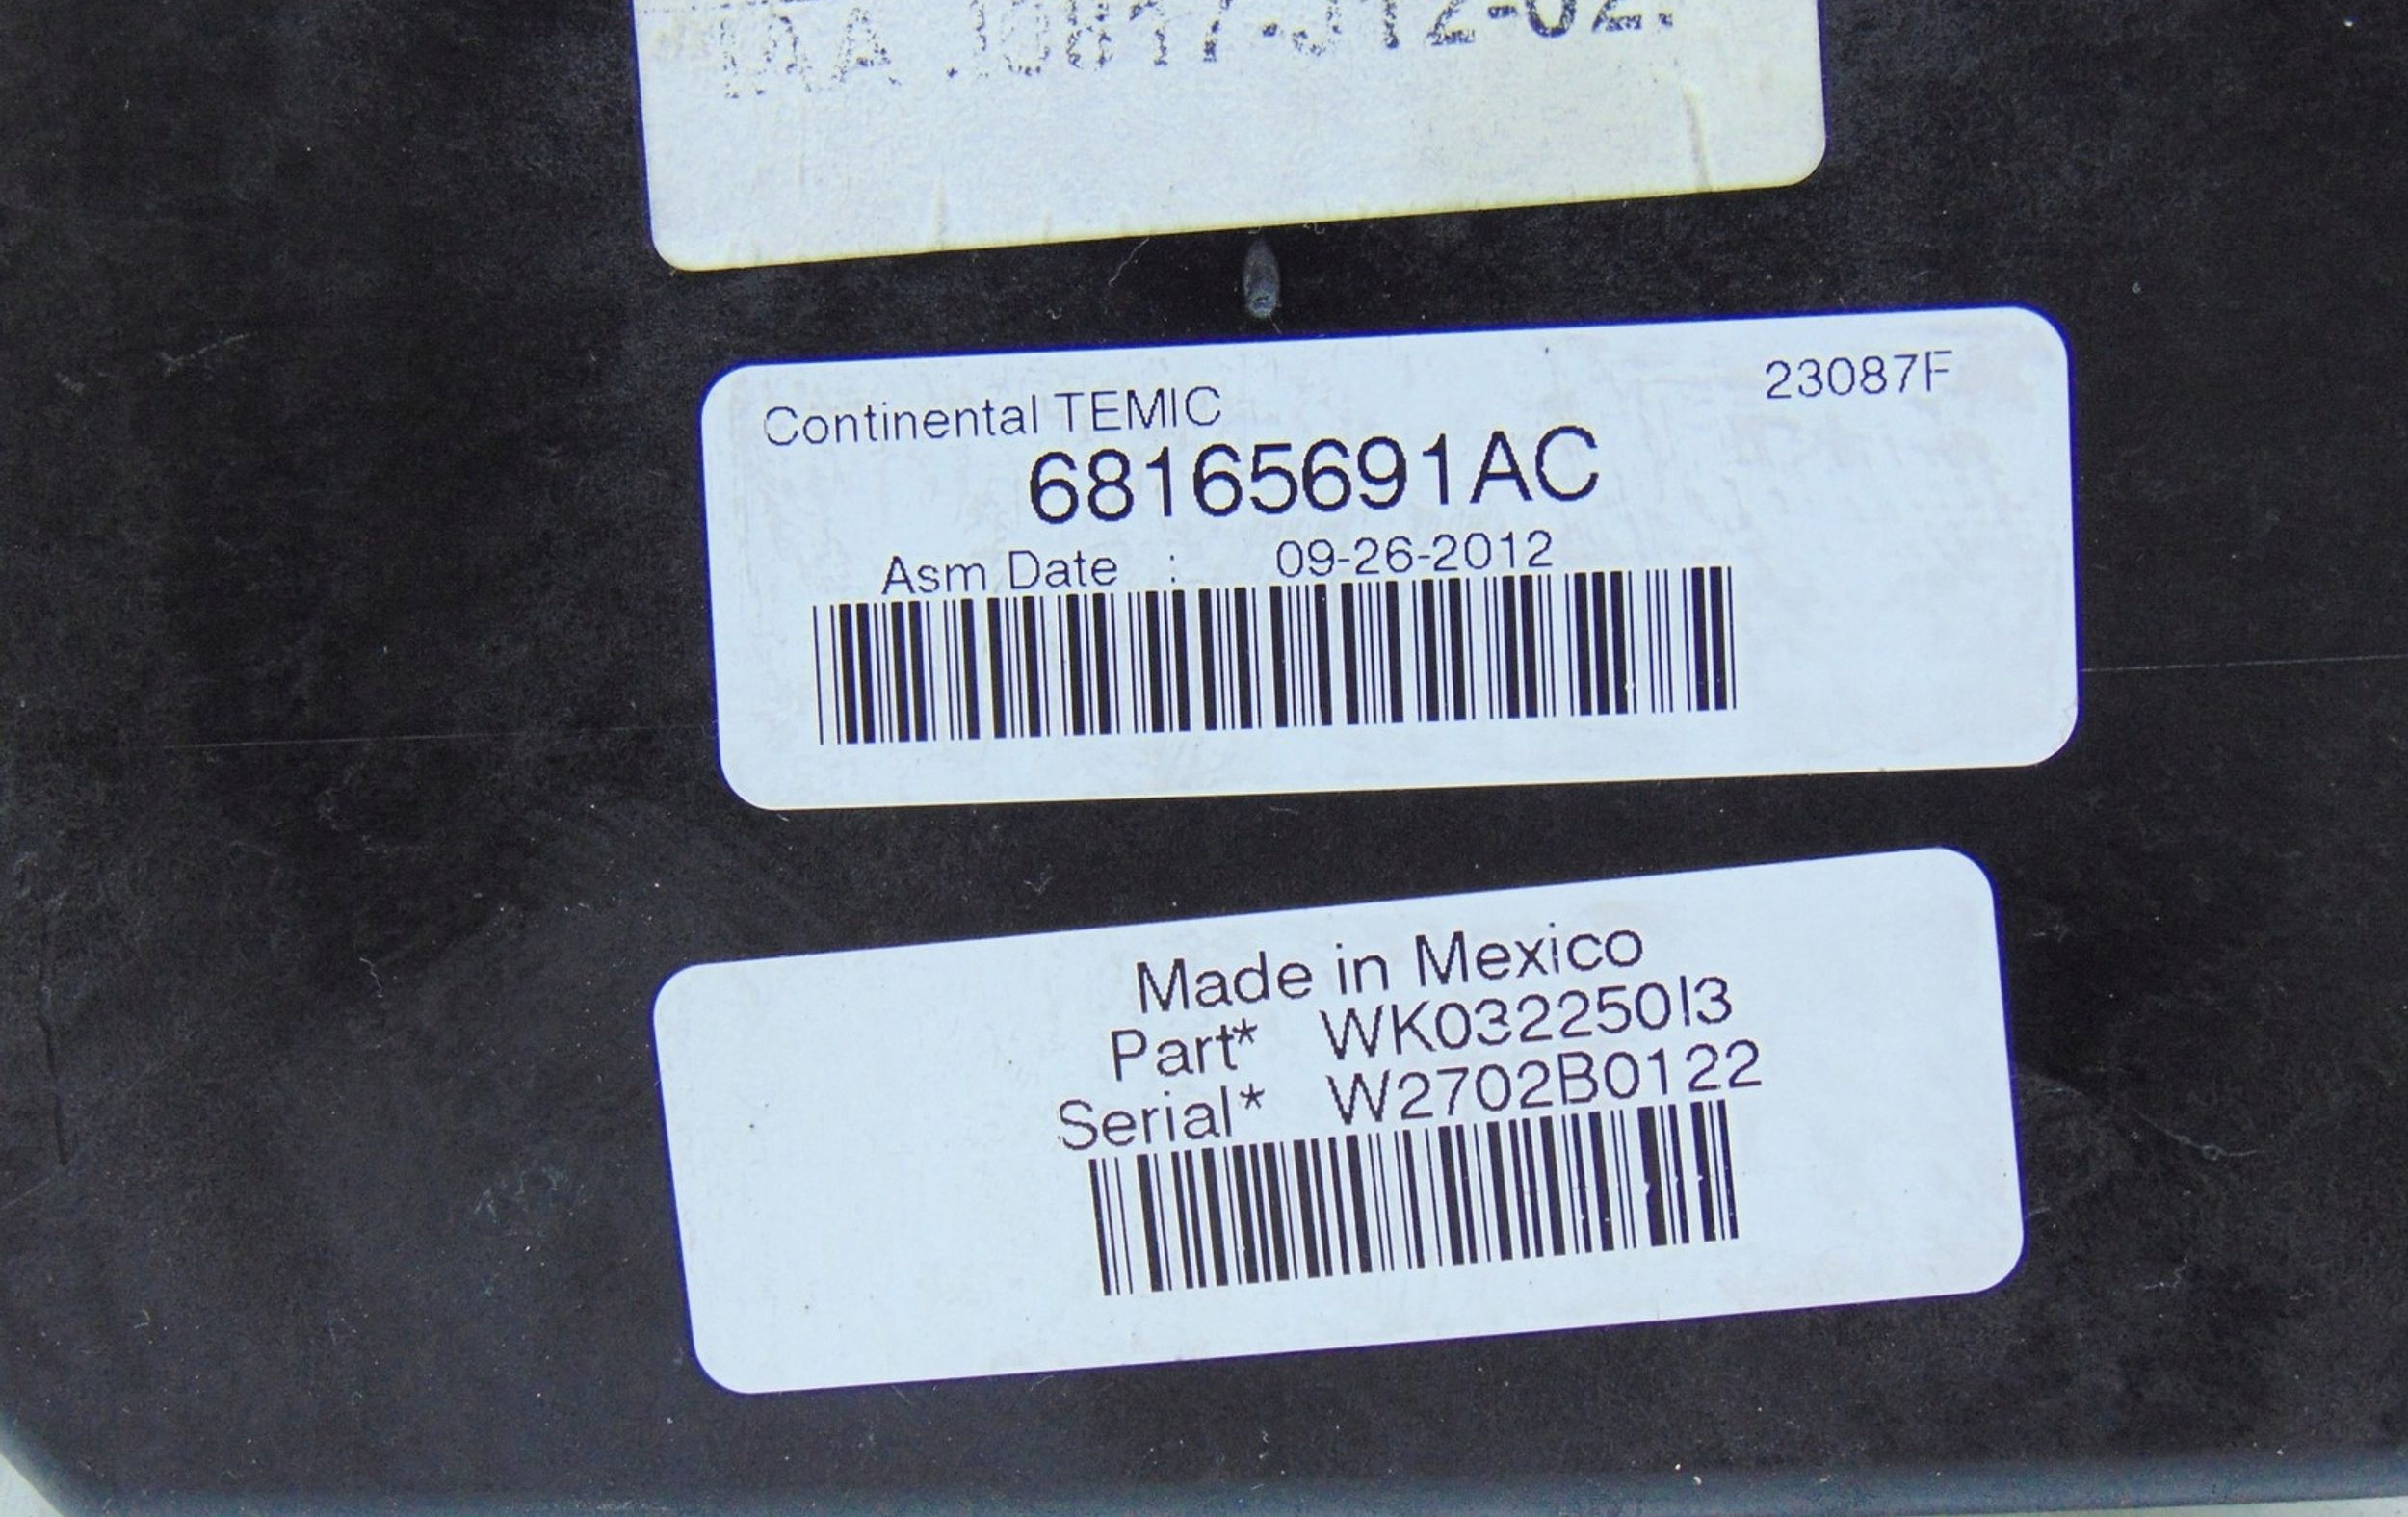 Continental TEMIC 23087F
68165691AC
Asm Date : 09-26-2012
Made in Mexico
Part* WK032250I3
Serial* W2702B0122